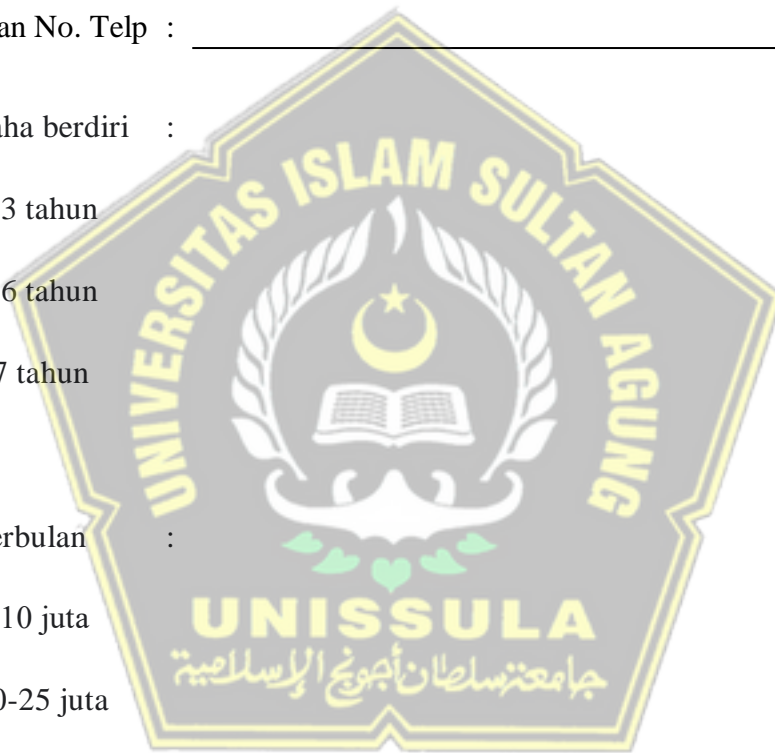 an No. Telp :
aha berdiri :
3 tahun
6 tahun
7 tahun
erbulan :
10 juta
0-25 juta
UNIVERSITAS ISLAM SULTAN AGUNG
UNISSULA
جامعة سلطان أجونج الإسلامية